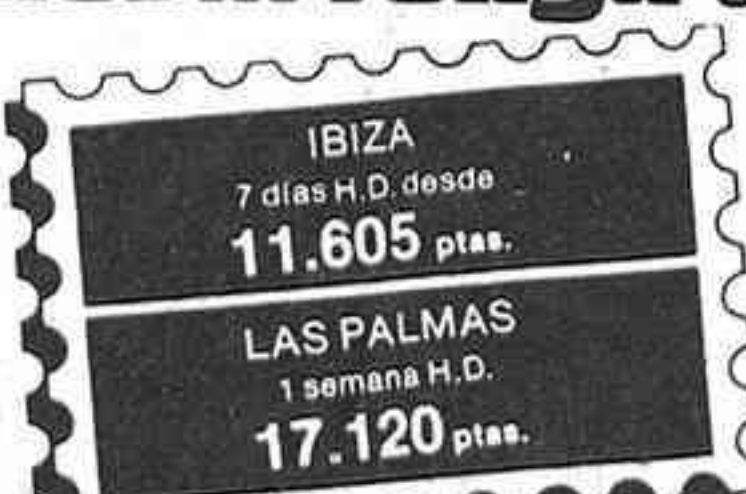 IBIZA
7 días H.D. desde
11.605 ptas.
LAS PALMAS
1 semana H.D.
17.120 ptas.